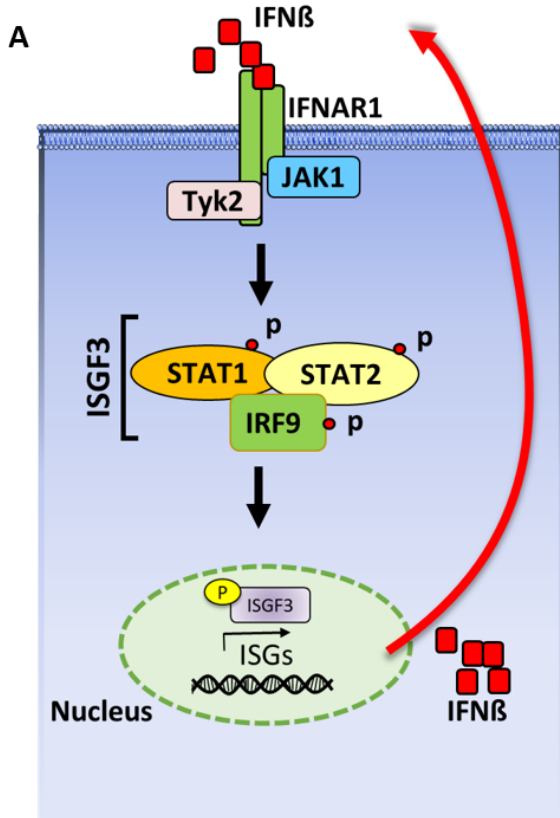 A
IFNß
IFNAR1
JAK1
Tyk2
ISGF3
p
p
STAT1
STAT2
IRF9
p
P
ISGF3
ISGs
Nucleus
IFNß